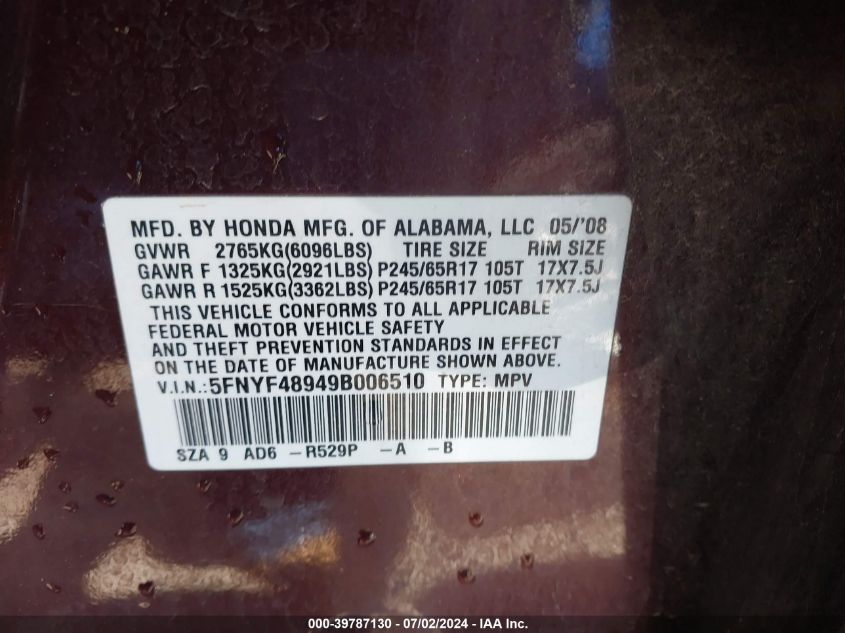 MFD. BY HONDA MFG. OF ALABAMA, LLC 05/'08
GVWR 2765KG(6096LBS) TIRE SIZE RIM SIZE
GAWR F 1325KG(2921LBS) P245/65R17 105T 17X7.5J
GAWR R 1525KG(3362LBS) P245/65R17 105T 17X7.5J
THIS VEHICLE CONFORMS TO ALL APPLICABLE
FEDERAL MOTOR VEHICLE SAFETY
AND THEFT PREVENTION STANDARDS IN EFFECT
ON THE DATE OF MANUFACTURE SHOWN ABOVE.
V.I.N.:5FNYF48949B006510 TYPE: MPV
SZA 9 AD6 -R529P -A -B
000-39787130 - 07/02/2024 - IAA Inc.